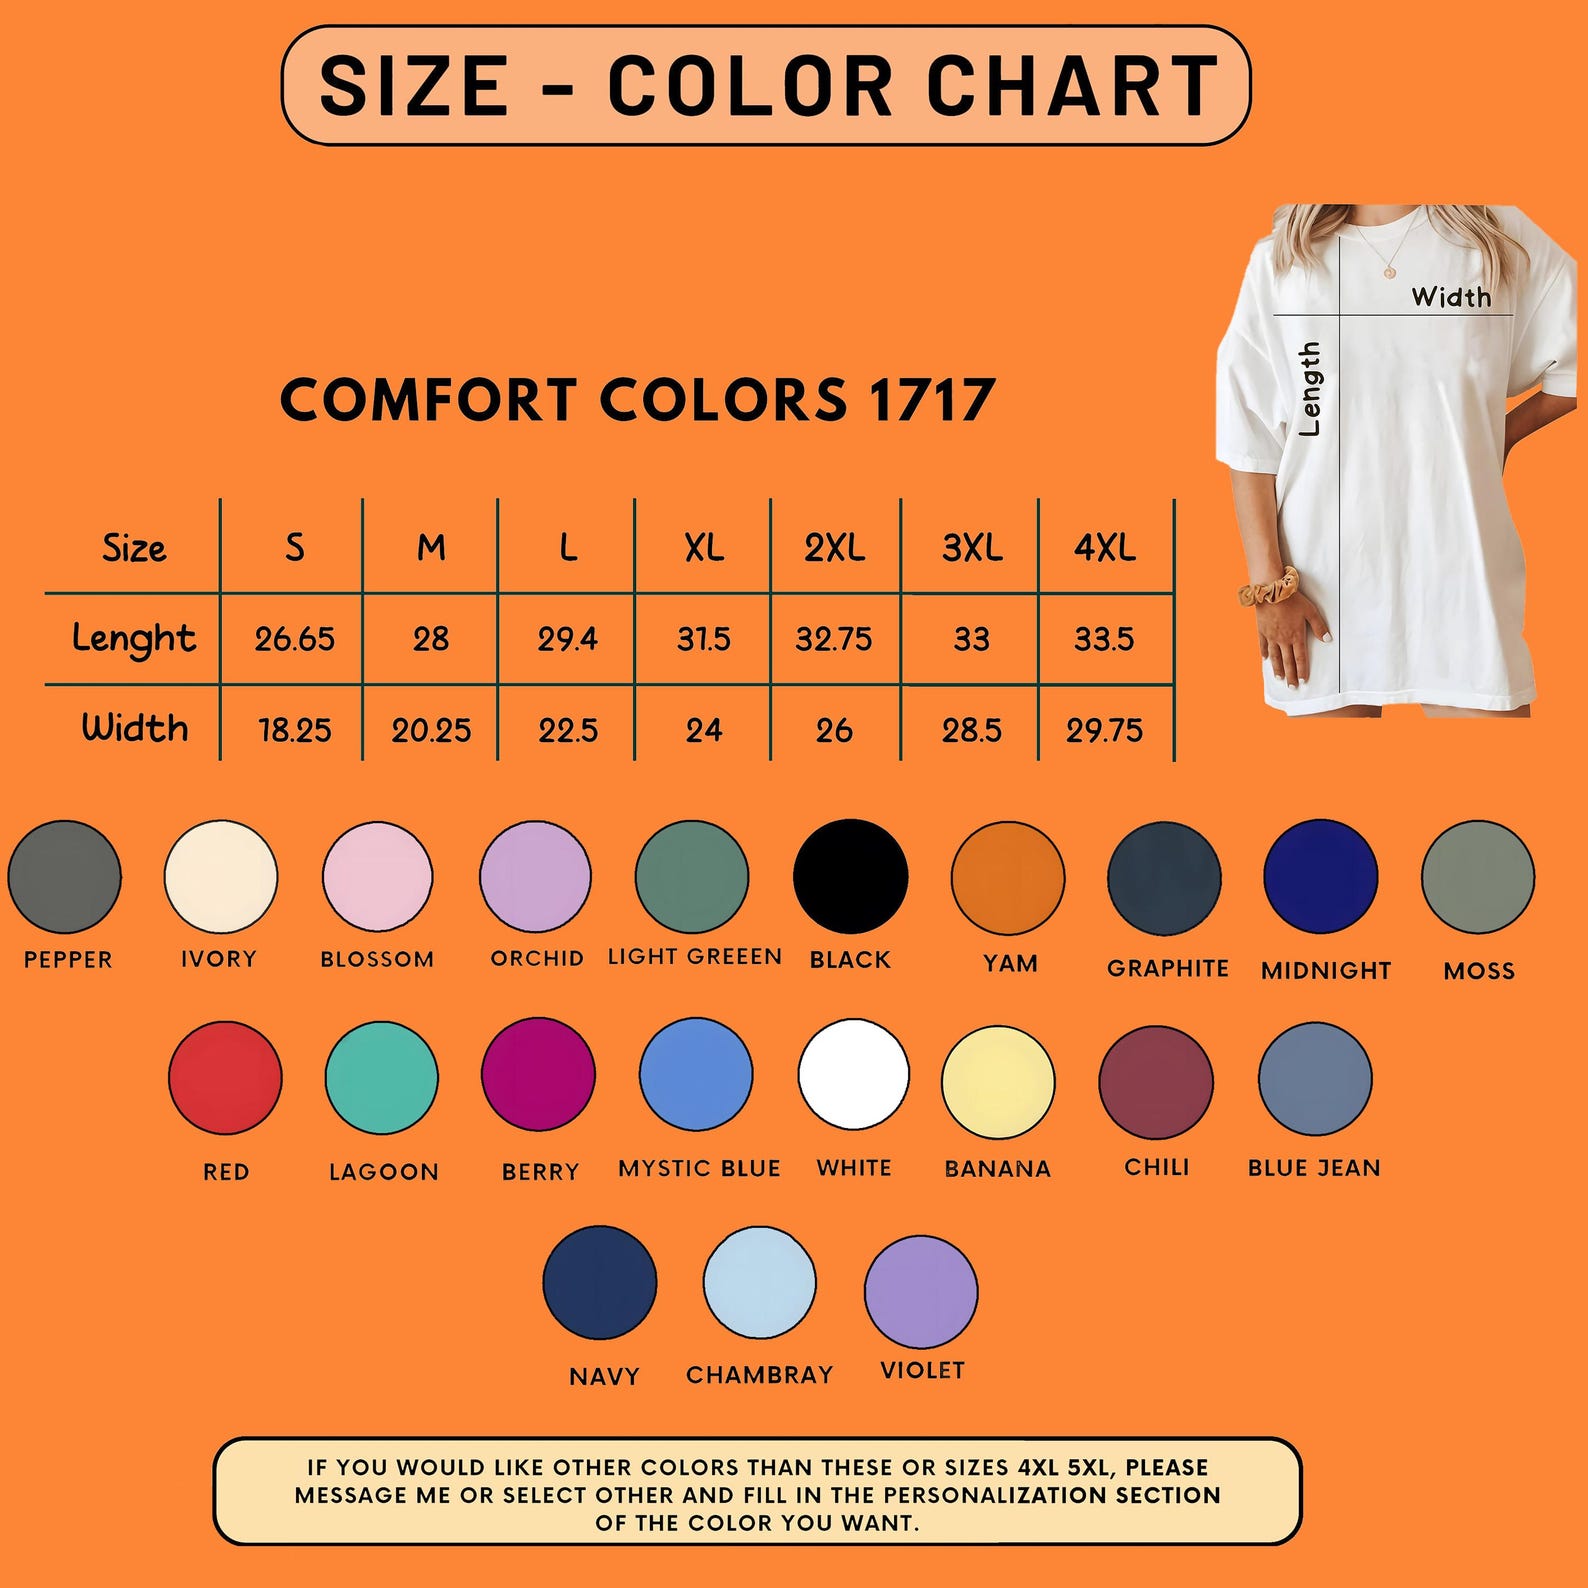 SIZE - COLOR CHART
Width
Length
COMFORT COLORS 1717
Size S M L XL 2XL 3XL 4XL
Lenght 26.65 28 29.4 31.5 32.75 33 33.5
Width 18.25 20.25 22.5 24 26 28.5 29.75
PEPPER IVORY BLOSSOM ORCHID LIGHT GREEEN BLACK YAM GRAPHITE MIDNIGHT MOSS
RED LAGOON BERRY MYSTIC BLUE WHITE BANANA CHILI BLUE JEAN
NAVY CHAMBRAY VIOLET
IF YOU WOULD LIKE OTHER COLORS THAN THESE OR SIZES 4XL 5XL, PLEASE
MESSAGE ME OR SELECT OTHER AND FILL IN THE PERSONALIZATION SECTION
OF THE COLOR YOU WANT.